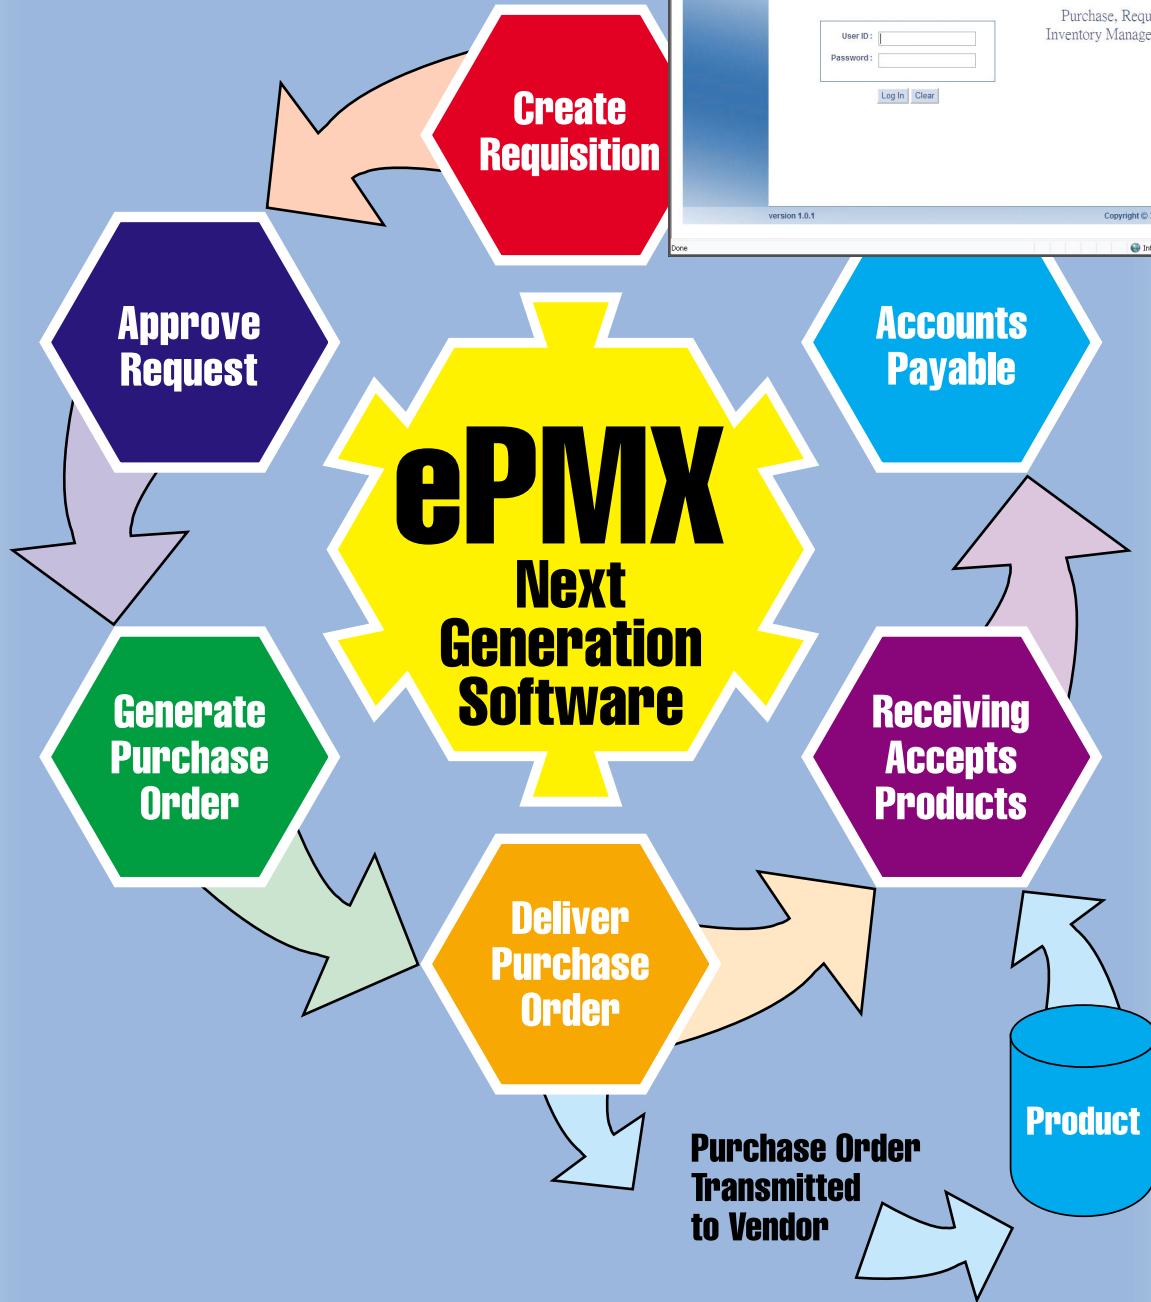 Create
Requisition
Purchase, Requ
Inventory Manage
User ID :
Password :
Log In Clear
version 1.0.1
Copyright ©
Done
Int
Approve
Request
Accounts
Payable
ePMX
Next
Generation
Software
Generate
Purchase
Order
Receiving
Accepts
Products
Deliver
Purchase
Order
Product
Purchase Order
Transmitted
to Vendor